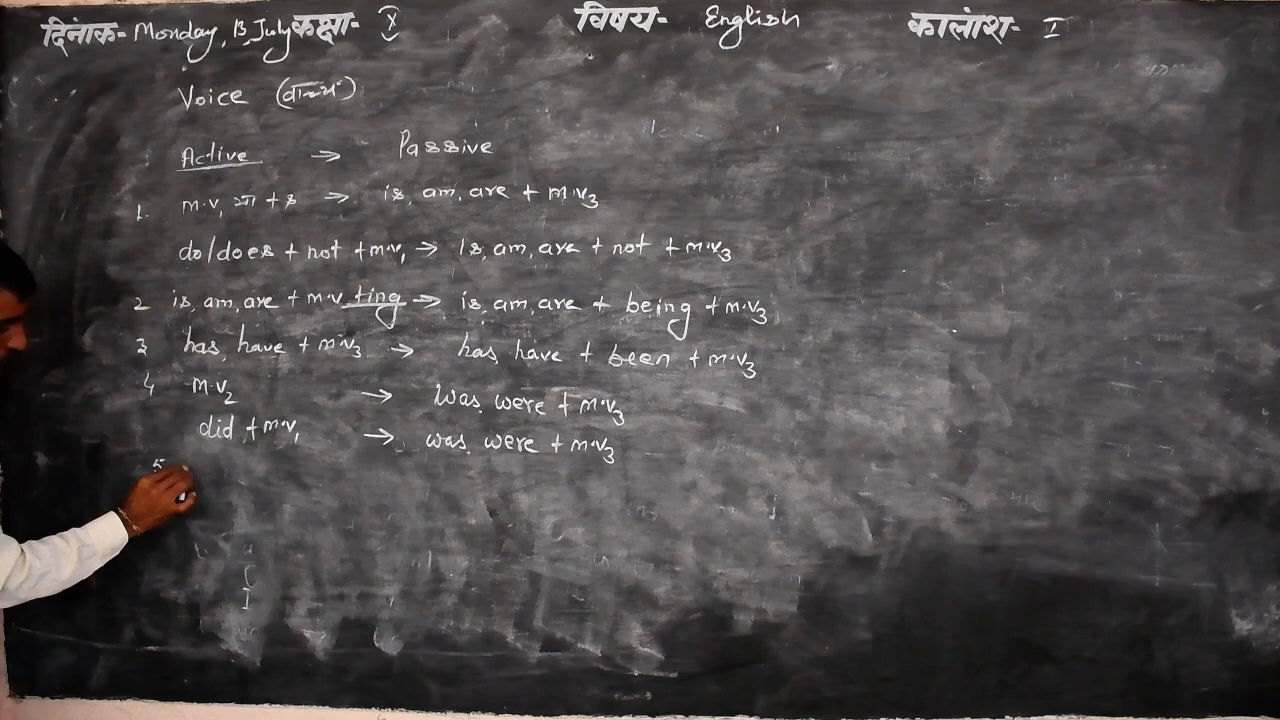 दिनांक- Monday, 13, July कक्षा- X विषय- English कालांश- I
Voice (वाच्य)
Active → Passive
1. m.v, या + s → is, am, are + m.v3
do/does + not + m.v1 → Is, am, are + not + m.v3
2 is, am, are + m.v ting → is, am, are + being + m.v3
3 has, have + m.v3 → has, have + been + m.v3
4 m.v2 → was, were + m.v3
did + m.v1 → was, were + m.v3
5